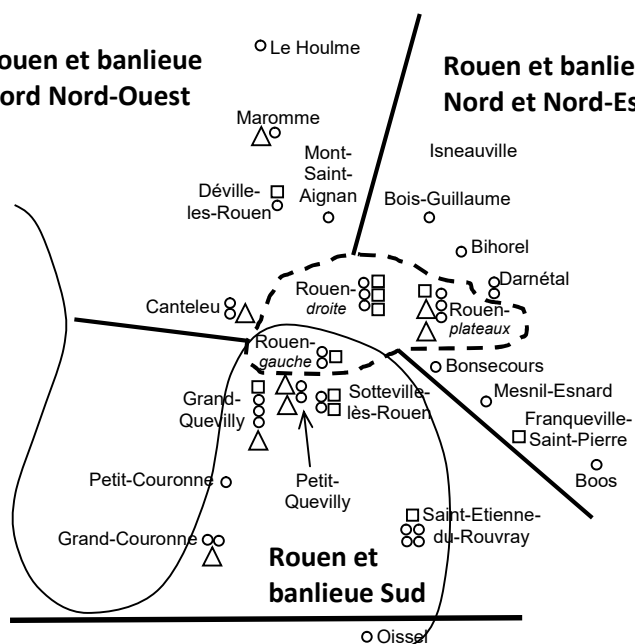 Rouen et banlieue
Nord Nord-Ouest
Le Houlme
Rouen et banlie
Nord et Nord-Es
Maromme
Mont-
Saint-
Aignan
Isneauville
Déville-
les-Rouen
Bois-Guillaume
Bihorel
Darnétal
Canteleu
Rouen-
droite
Rouen-
plateaux
Rouen-
gauche
Bonsecours
Grand-
Quevilly
Sotteville-
lès-Rouen
Mesnil-Esnard
Franqueville-
Saint-Pierre
Boos
Petit-Couronne
Petit-
Quevilly
Grand-Couronne
Saint-Etienne-
du-Rouvray
Rouen et
banlieue Sud
Oissel